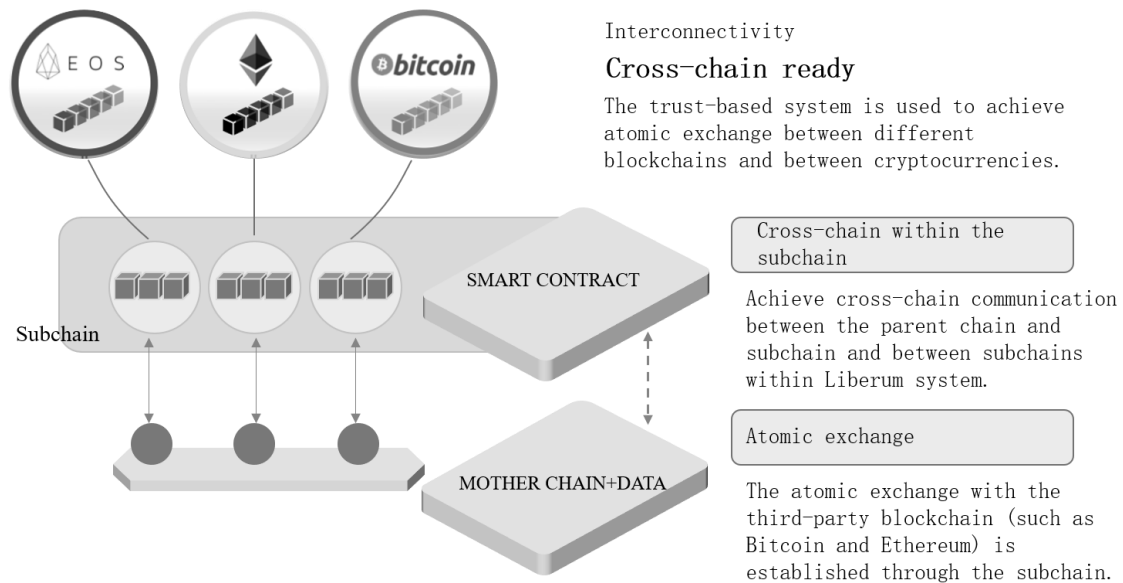 EOS
bitcoin
Interconnectivity
Cross-chain ready
The trust-based system is used to achieve
atomic exchange between different
blockchains and between cryptocurrencies.
Subchain
SMART CONTRACT
MOTHER CHAIN+DATA
Cross-chain within the
subchain
Achieve cross-chain communication
between the parent chain and
subchain and between subchains
within Liberum system.
Atomic exchange
The atomic exchange with the
third-party blockchain (such as
Bitcoin and Ethereum) is
established through the subchain.